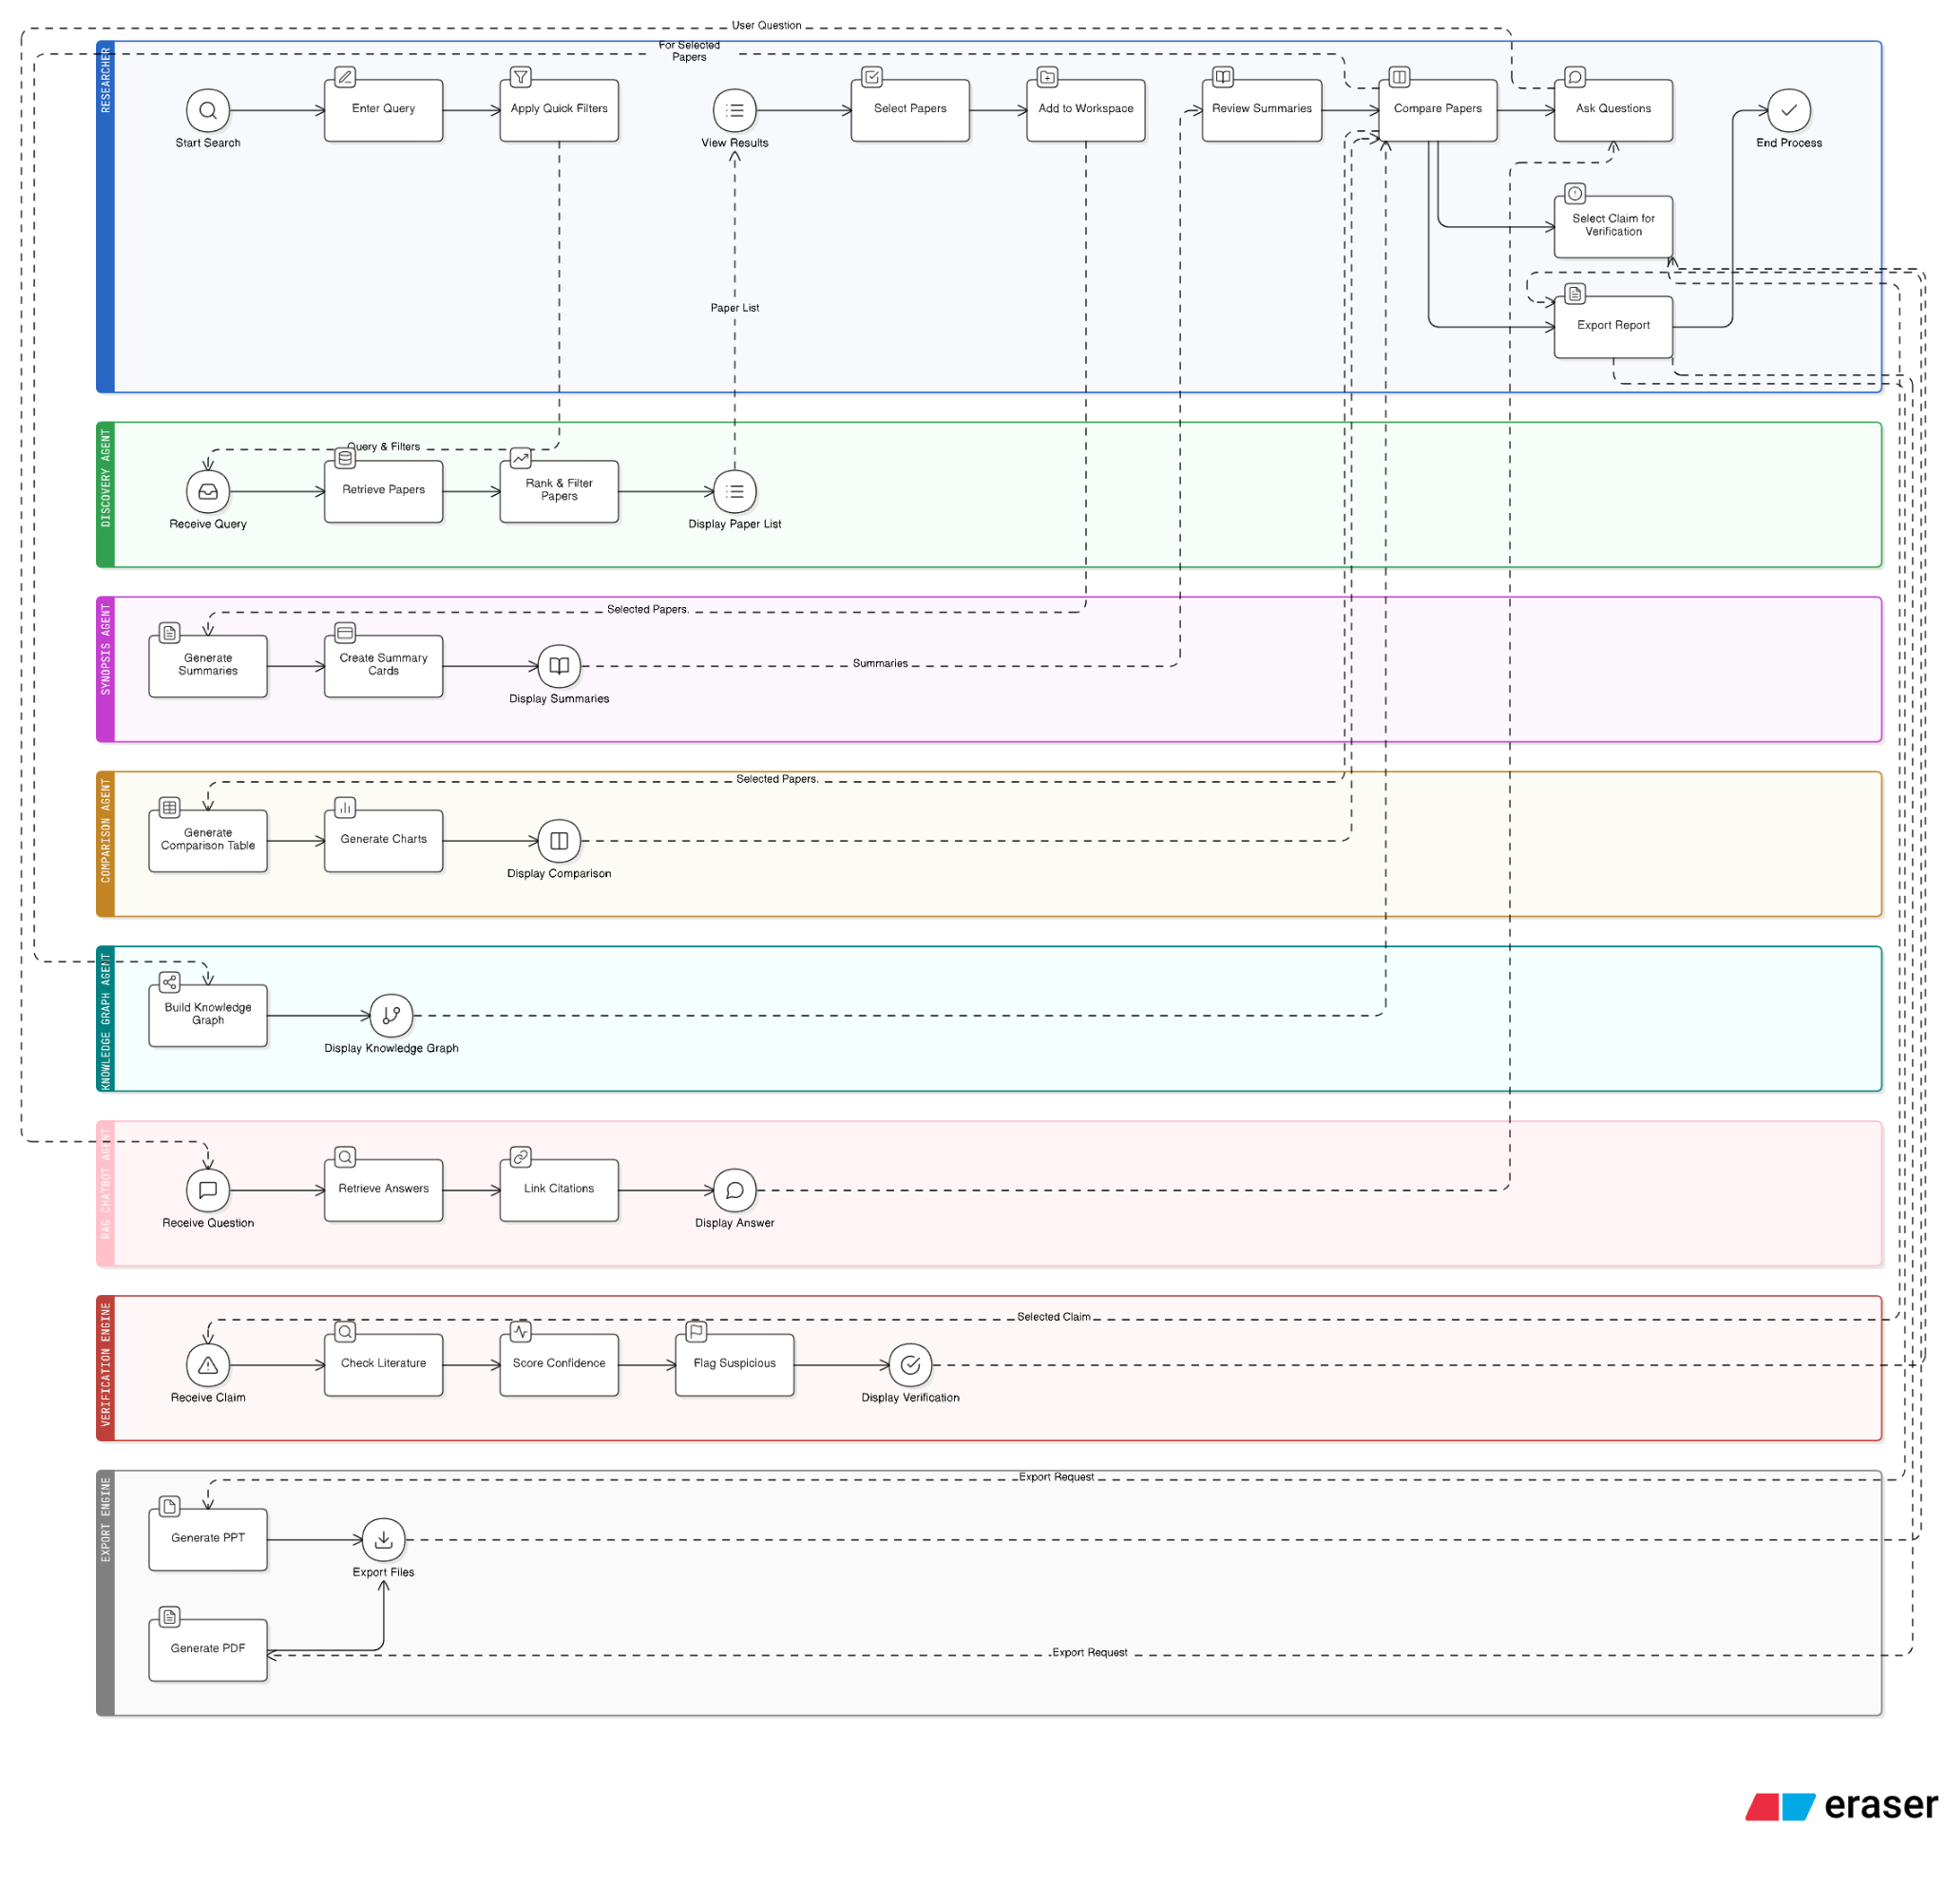 User Question
RESEARCHER
For Selected
Papers
Start Search
Enter Query
Apply Quick Filters
View Results
Select Papers
Add to Workspace
Review Summaries
Compare Papers
Ask Questions
End Process
Select Claim for
Verification
Export Report
Paper List
DISCOVERY AGENT
Query & Filters
Receive Query
Retrieve Papers
Rank & Filter
Papers
Display Paper List
SYNOPSIS AGENT
Selected Papers.
Generate
Summaries
Create Summary
Cards
Display Summaries
Summaries
COMPARISON AGENT
Selected Papers.
Generate
Comparison Table
Generate Charts
Display Comparison
KNOWLEDGE GRAPH AGENT
Build Knowledge
Graph
Display Knowledge Graph
RAG CHATBOT AGENT
Receive Question
Retrieve Answers
Link Citations
Display Answer
VERIFICATION ENGINE
Selected Claim
Receive Claim
Check Literature
Score Confidence
Flag Suspicious
Display Verification
EXPORT ENGINE
Export Request
Generate PPT
Export Files
Generate PDF
Export Request
eraser